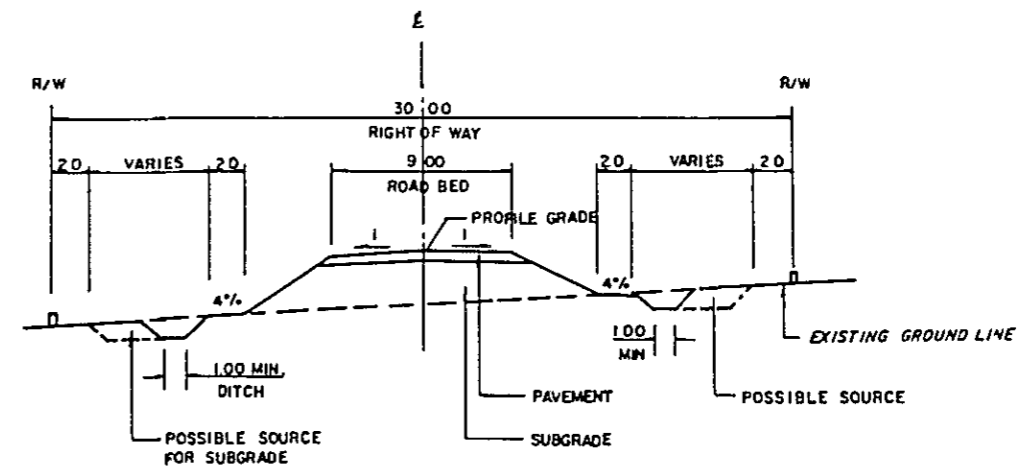 ℄
R/W
R/W
30 00
RIGHT OF WAY
2 0
VARIES
2 0
9 00
ROAD BED
2 0
VARIES
2 0
PROFILE GRADE
1
1
4%
4%
1 00
MIN
EXISTING GROUND LINE
1.00 MIN.
DITCH
PAVEMENT
POSSIBLE SOURCE
POSSIBLE SOURCE
FOR SUBGRADE
SUBGRADE